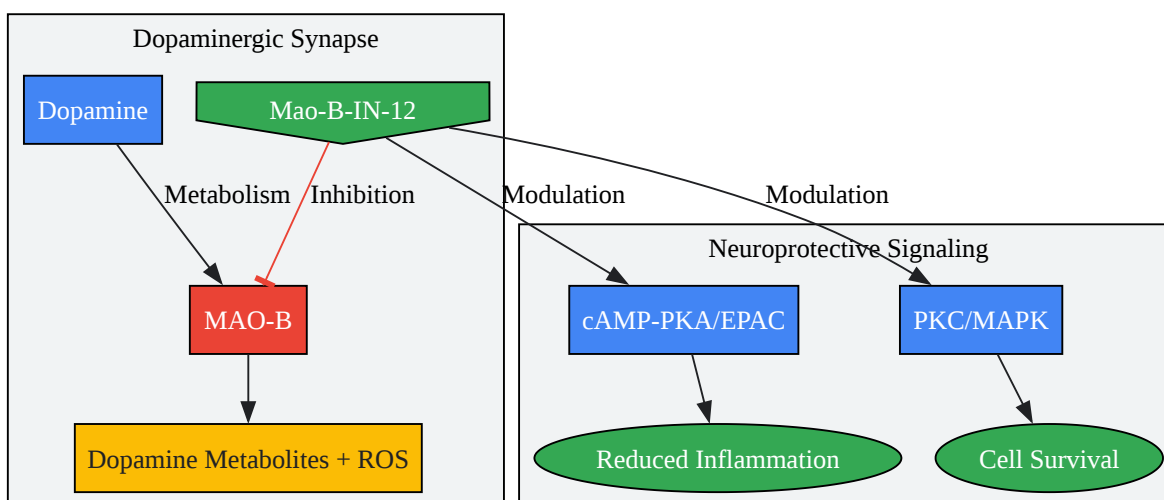 Dopaminergic Synapse
Dopamine
Mao-B-IN-12
Metabolism
Inhibition
Modulation
Modulation
Neuroprotective Signaling
MAO-B
cAMP-PKA/EPAC
PKC/MAPK
Dopamine Metabolites + ROS
Reduced Inflammation
Cell Survival